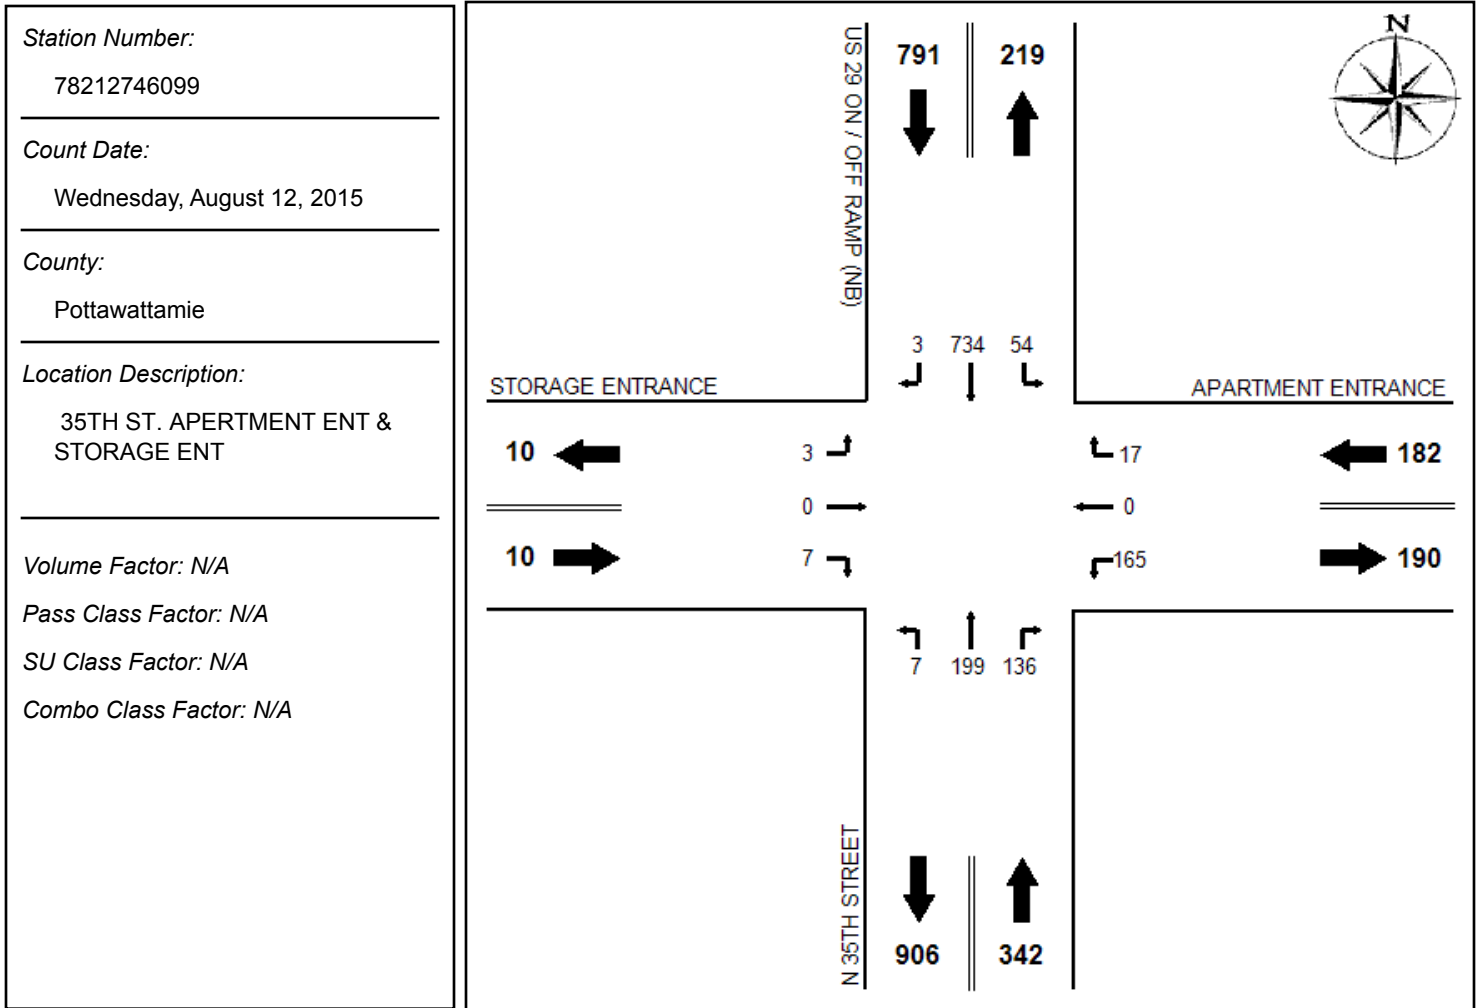 Station Number:
78212746099
Count Date:
Wednesday, August 12, 2015
County:
Pottawattamie
Location Description:
35TH ST. APERTMENT ENT &
STORAGE ENT
Volume Factor: N/A
Pass Class Factor: N/A
SU Class Factor: N/A
Combo Class Factor: N/A
N
US 29 ON / OFF RAMP (NB)
791 219
3 734 54
STORAGE ENTRANCE
APARTMENT ENTRANCE
10 3 17 182
0 0
10 7 165 190
7 199 136
N 35TH STREET
906 342